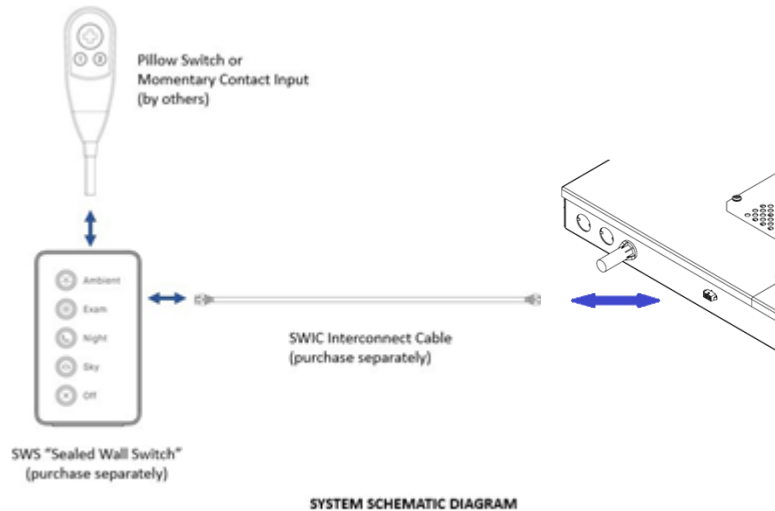 Pillow Switch or
Momentary Contact Input
(by others)
Ambient
Exam
Night
Sky
Off
SWIC Interconnect Cable
(purchase separately)
SWS "Sealed Wall Switch"
(purchase separately)
SYSTEM SCHEMATIC DIAGRAM